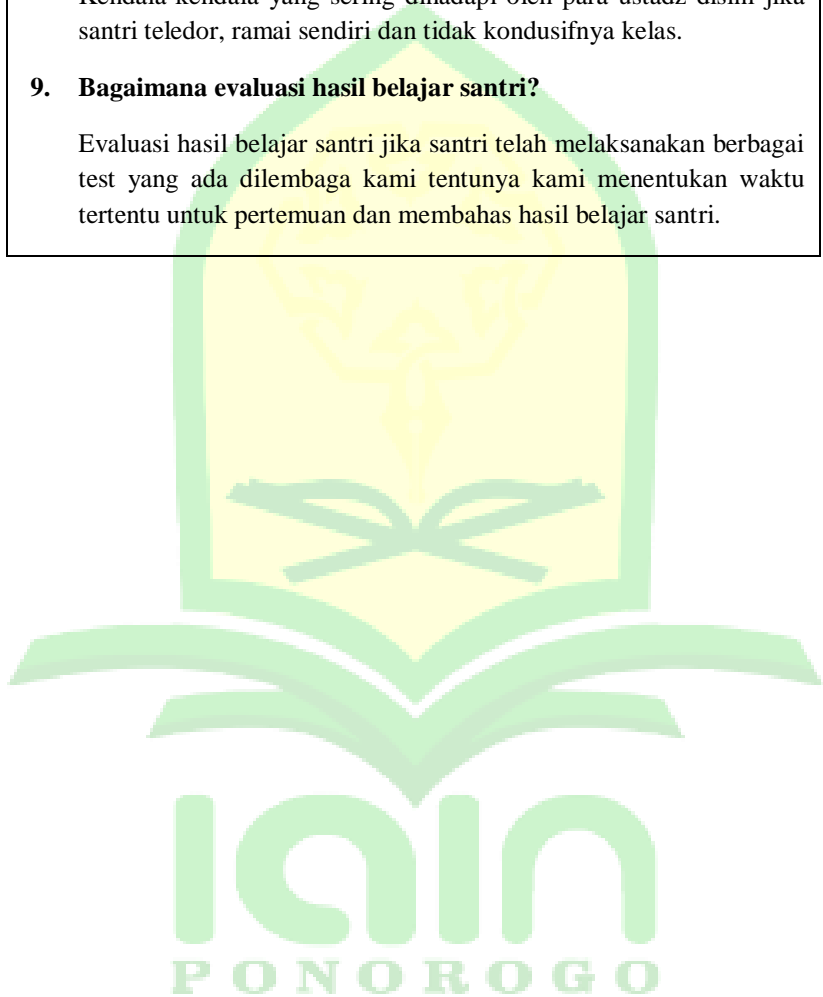 Kendala kendala yang sering dihadapi oleh para ustadz disini jika
santri teledor, ramai sendiri dan tidak kondusifnya kelas.
9. Bagaimana evaluasi hasil belajar santri?
Evaluasi hasil belajar santri jika santri telah melaksanakan berbagai
test yang ada dilembaga kami tentunya kami menentukan waktu
tertentu untuk pertemuan dan membahas hasil belajar santri.
iain
PONOROGO